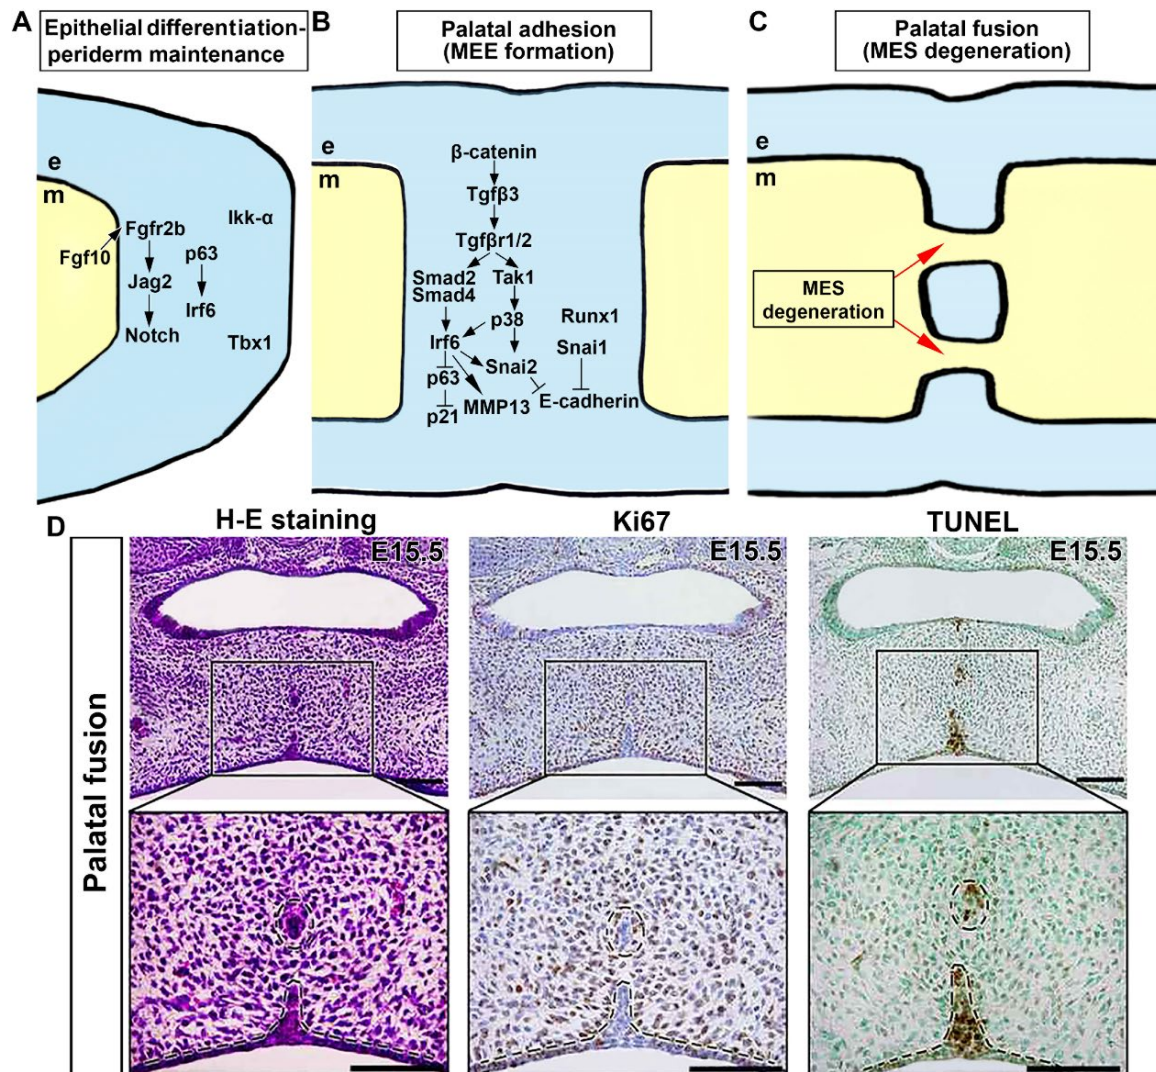 A
Epithelial differentiation-
periderm maintenance
B
Palatal adhesion
(MEE formation)
C
Palatal fusion
(MES degeneration)
e
m
Fgf10
Fgfr2b
Jag2
Notch
p63
Irf6
Ikk-α
Tbx1
e
m
β-catenin
Tgfβ3
Tgfβr1/2
Smad2
Smad4
Tak1
p38
Irf6
Snai2
p63
p21
MMP13
Runx1
Snai1
E-cadherin
e
m
MES
degeneration
D
Palatal fusion
H-E staining
E15.5
Ki67
E15.5
TUNEL
E15.5